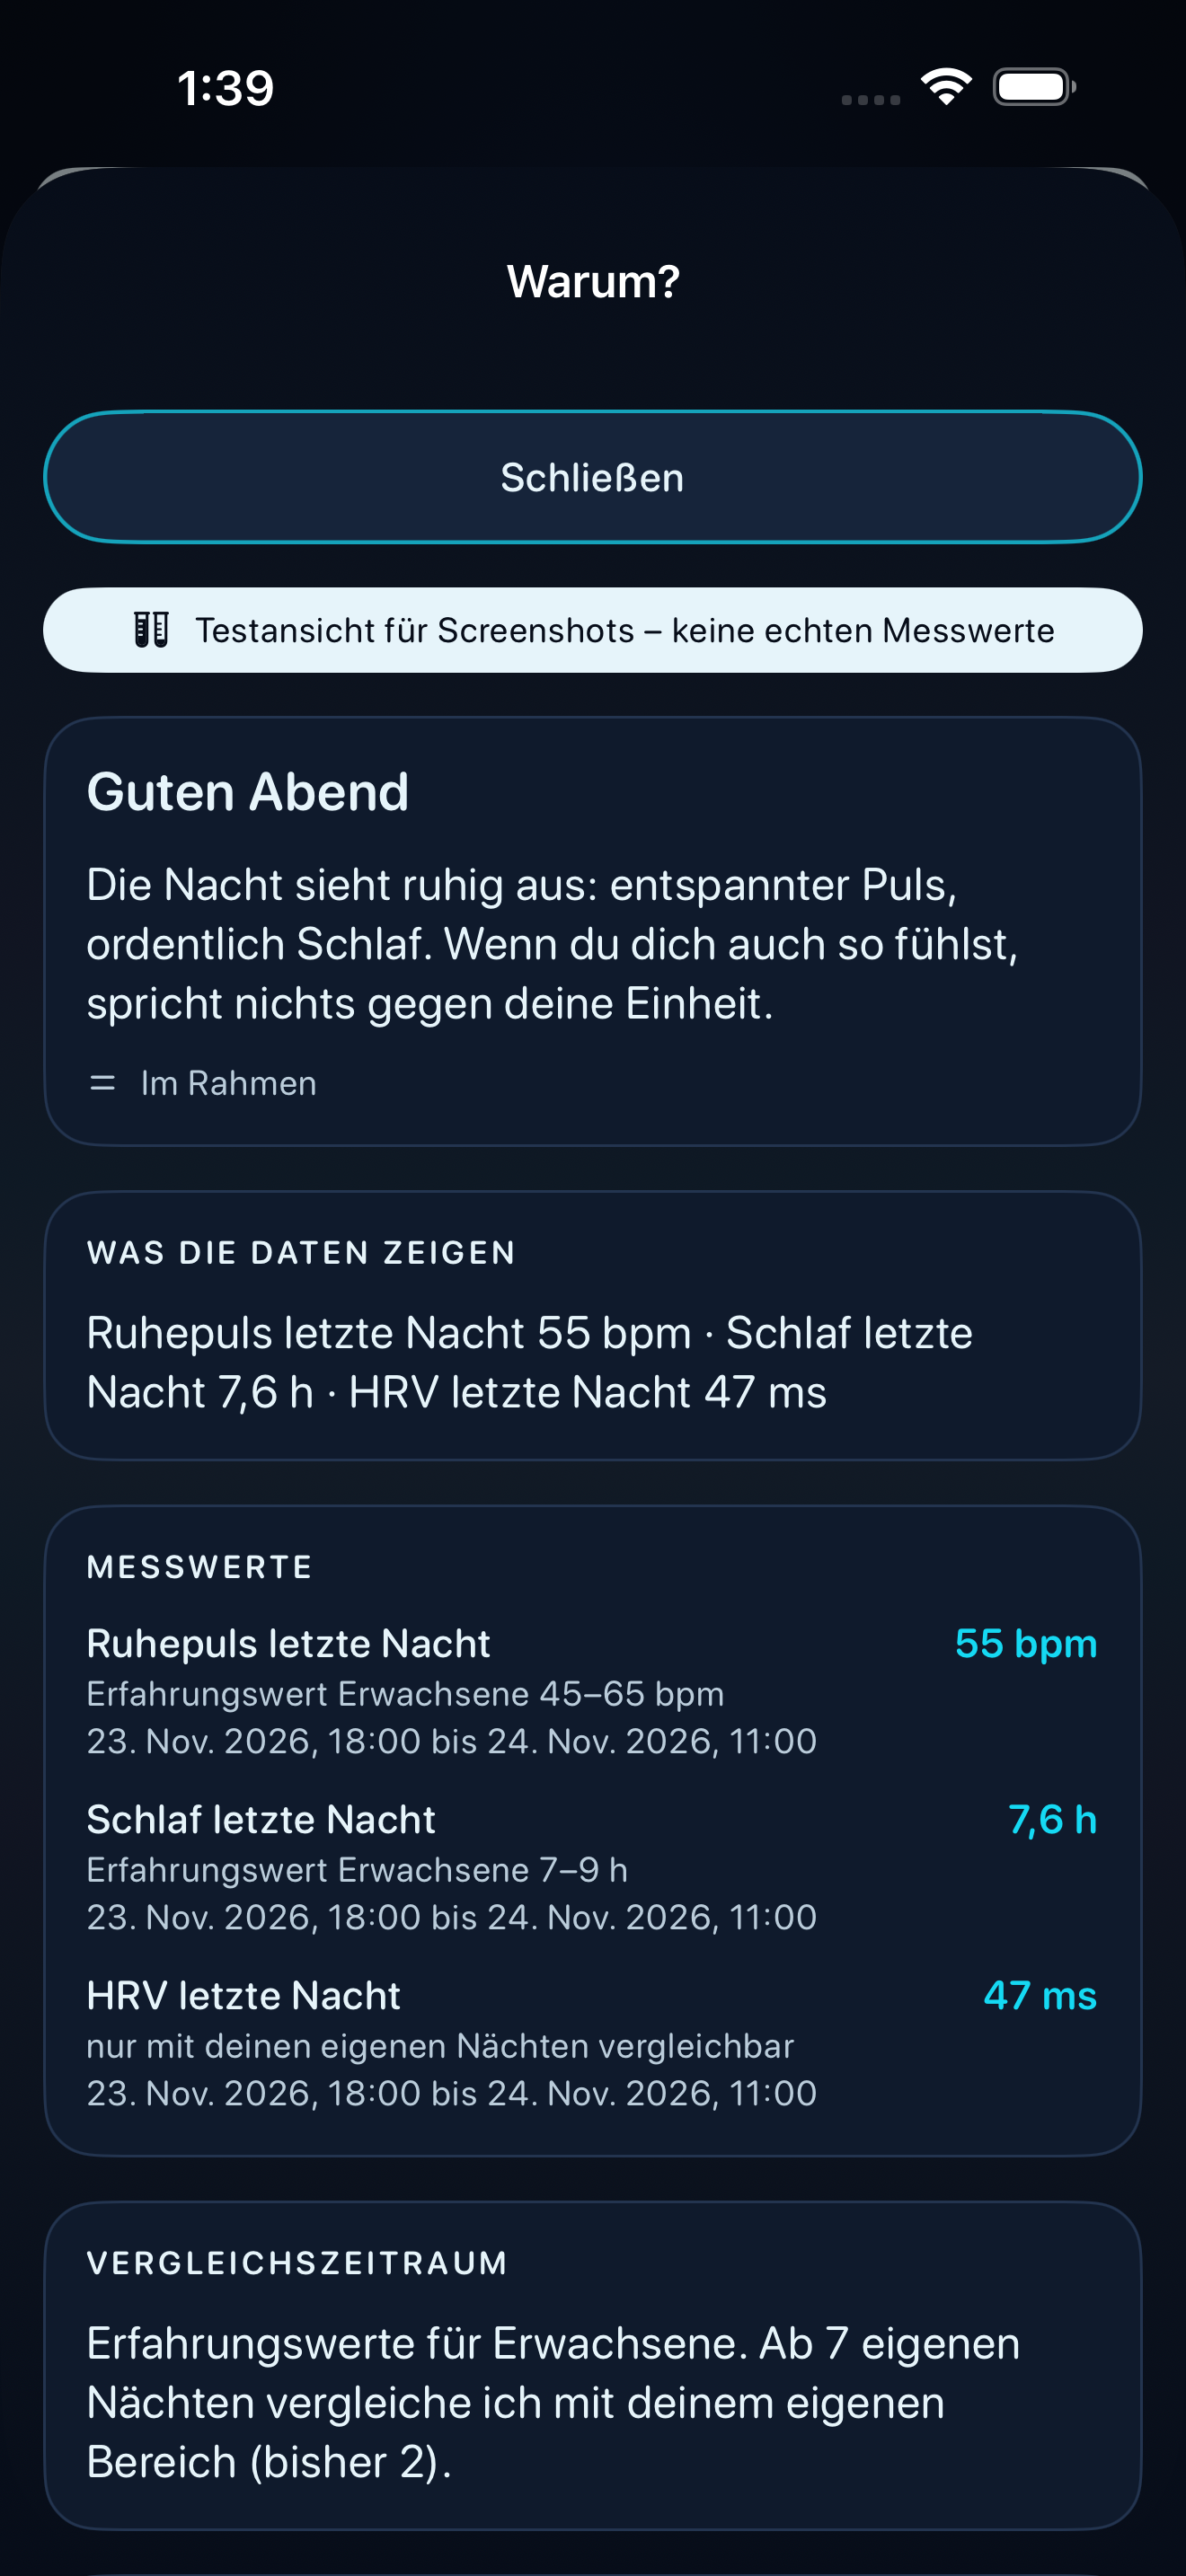 1:39
Warum?
Schließen
Testansicht für Screenshots – keine echten Messwerte
Guten Abend
Die Nacht sieht ruhig aus: entspannter Puls,
ordentlich Schlaf. Wenn du dich auch so fühlst,
spricht nichts gegen deine Einheit.
= Im Rahmen
WAS DIE DATEN ZEIGEN
Ruhepuls letzte Nacht 55 bpm · Schlaf letzte
Nacht 7,6 h · HRV letzte Nacht 47 ms
MESSWERTE
Ruhepuls letzte Nacht 55 bpm
Erfahrungswert Erwachsene 45–65 bpm
23. Nov. 2026, 18:00 bis 24. Nov. 2026, 11:00
Schlaf letzte Nacht 7,6 h
Erfahrungswert Erwachsene 7–9 h
23. Nov. 2026, 18:00 bis 24. Nov. 2026, 11:00
HRV letzte Nacht 47 ms
nur mit deinen eigenen Nächten vergleichbar
23. Nov. 2026, 18:00 bis 24. Nov. 2026, 11:00
VERGLEICHSZEITRAUM
Erfahrungswerte für Erwachsene. Ab 7 eigenen
Nächten vergleiche ich mit deinem eigenen
Bereich (bisher 2).